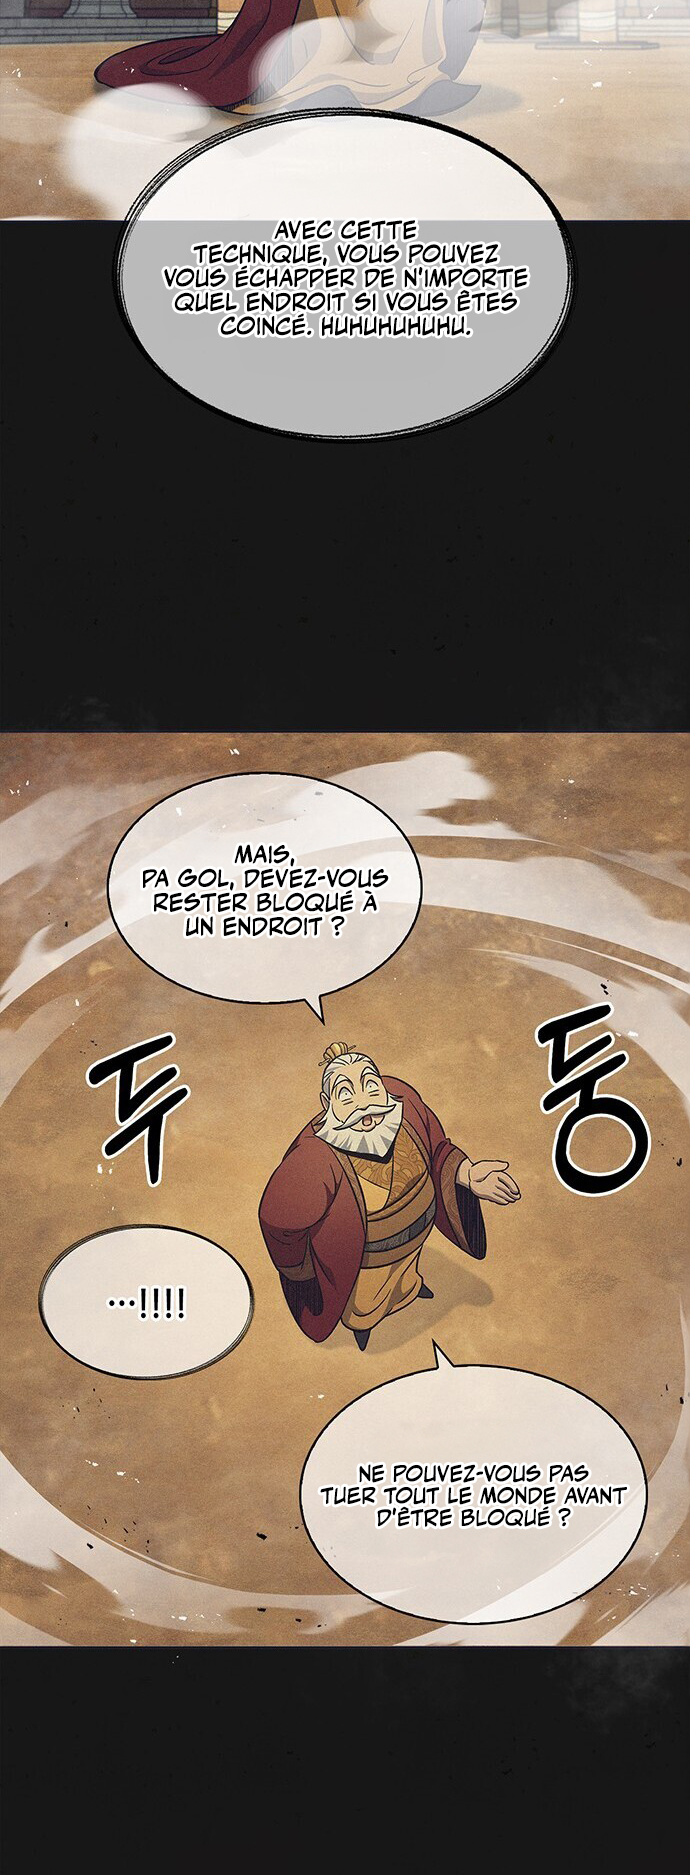 AVEC CETTE
TECHNIQUE, VOUS POUVEZ
VOUS ÉCHAPPER DE N'IMPORTE
QUEL ENDROIT SI VOUS ÊTES
COINCÉ. HUHUHUHUHU.
MAIS,
PA GOL, DEVEZ-VOUS
RESTER BLOQUÉ À
UN ENDROIT ?
두
둥
...!!!!
NE POUVEZ-VOUS PAS
TUER TOUT LE MONDE AVANT
D'ÊTRE BLOQUÉ ?